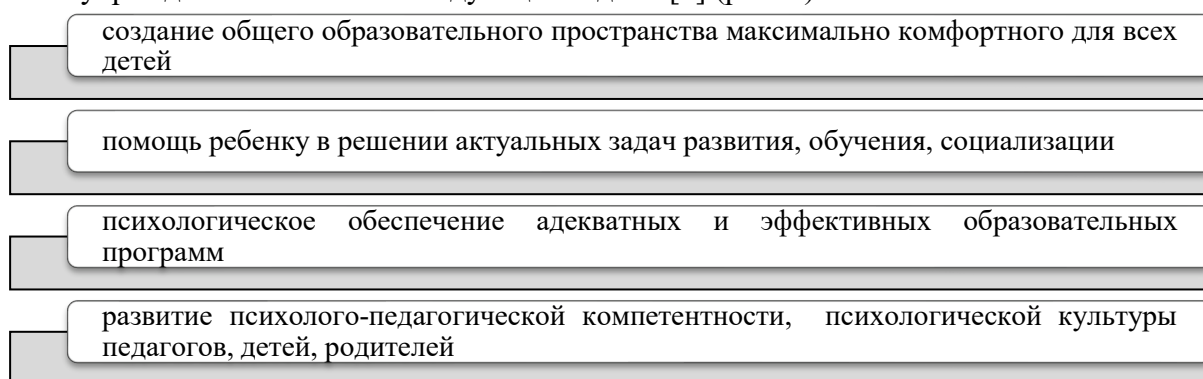 создание общего образовательного пространства максимально комфортного для всех
детей
помощь ребенку в решении актуальных задач развития, обучения, социализации
психологическое обеспечение адекватных и эффективных образовательных
программ
развитие психолого-педагогической компетентности, психологической культуры
педагогов, детей, родителей